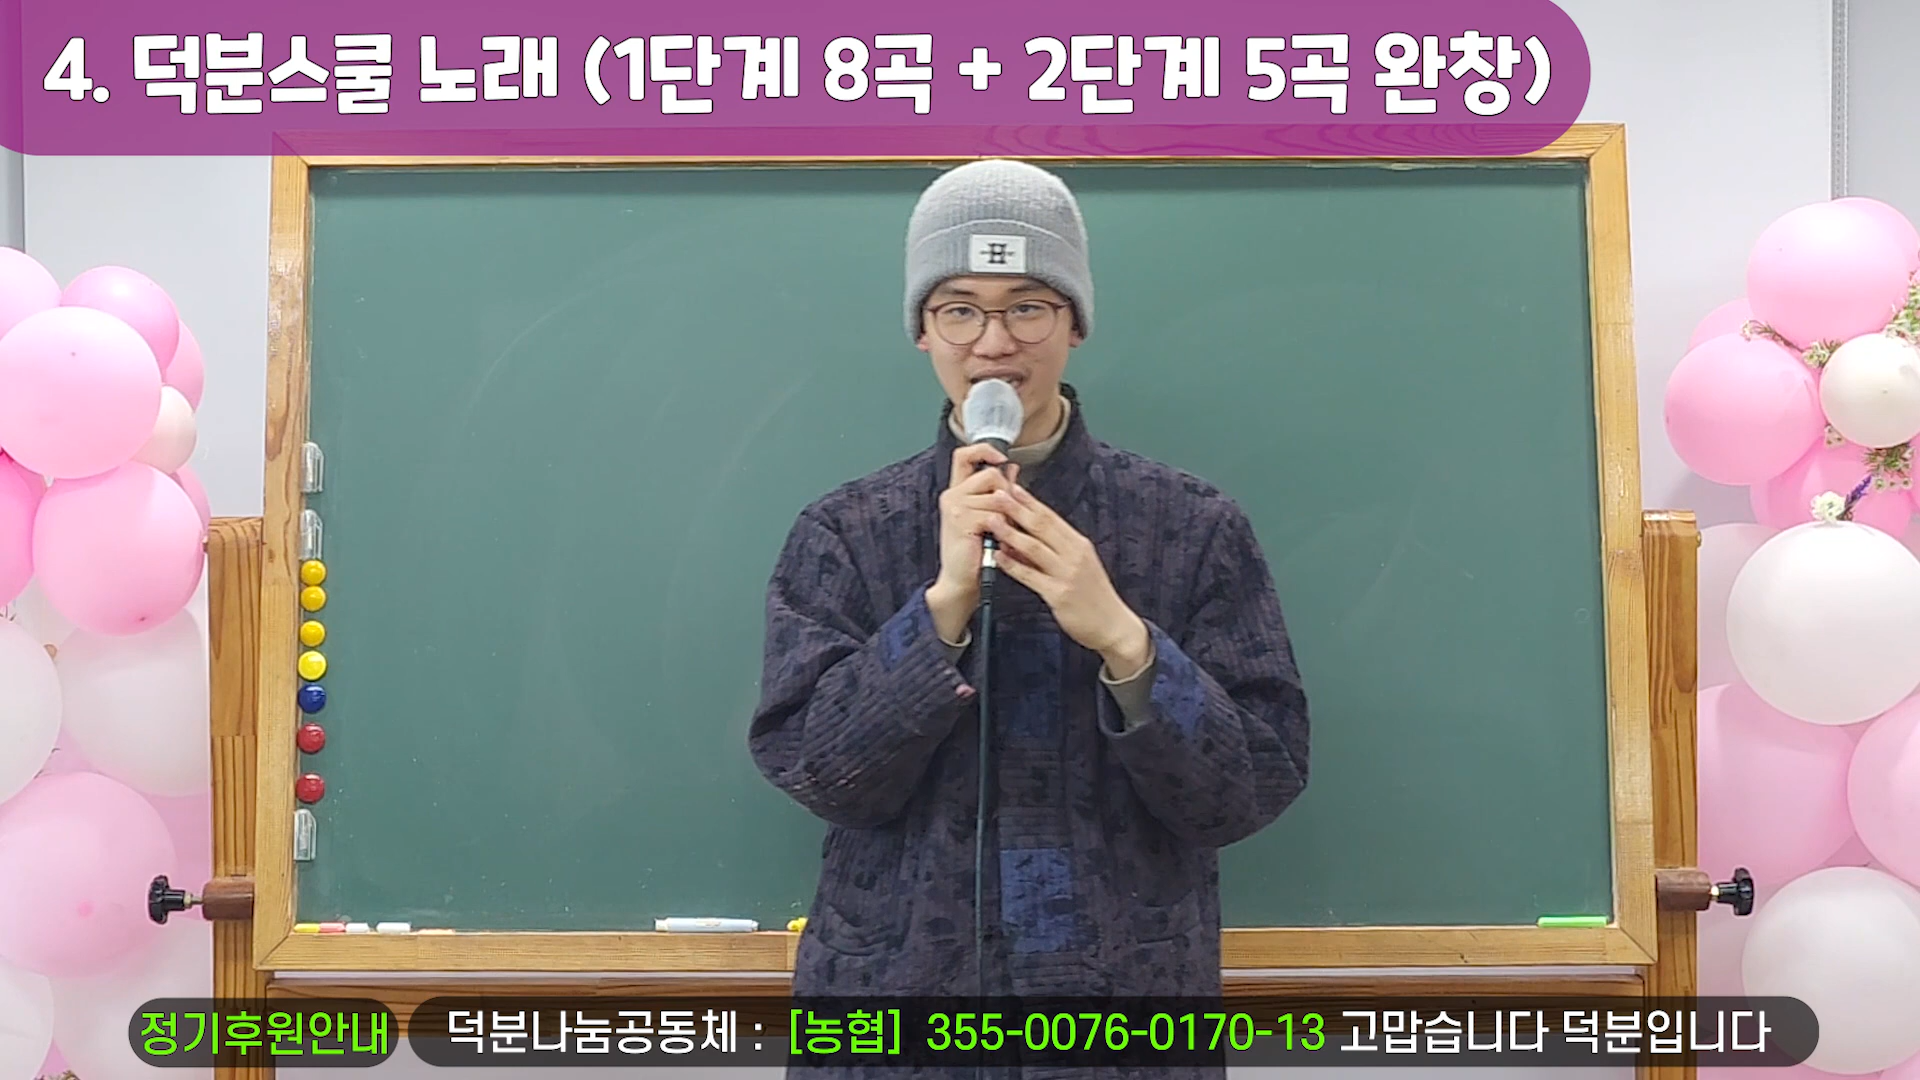 4. 덕분스쿨 노래 (1단계 8곡 + 2단계 5곡 완창)
정기후원안내 덕분나눔공동체 : [농협] 355-0076-0170-13 고맙습니다 덕분입니다